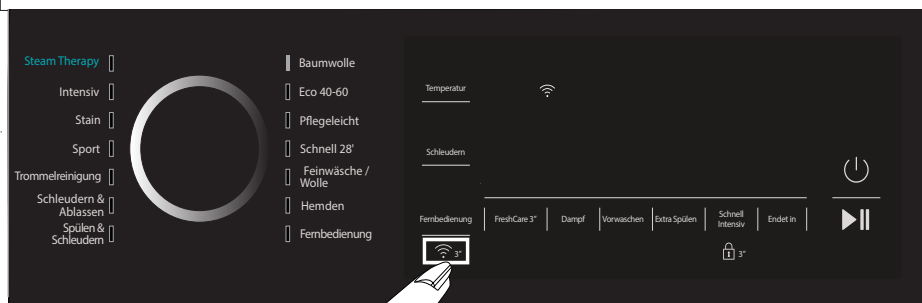 Steam Therapy
Intensiv
Stain
Sport
Trommelreinigung
Schleudern &
Ablassen
Spülen &
Schleudern
Baumwolle
Eco 40-60
Pflegeleicht
Schnell 28'
Feinwäsche /
Wolle
Hemden
Fernbedienung
Temperatur
Schleudern
Fernbedienung
FreshCare 3"
Dampf
Vorwaschen
Extra Spülen
Schnell
Intensiv
Endet in
3"
3"